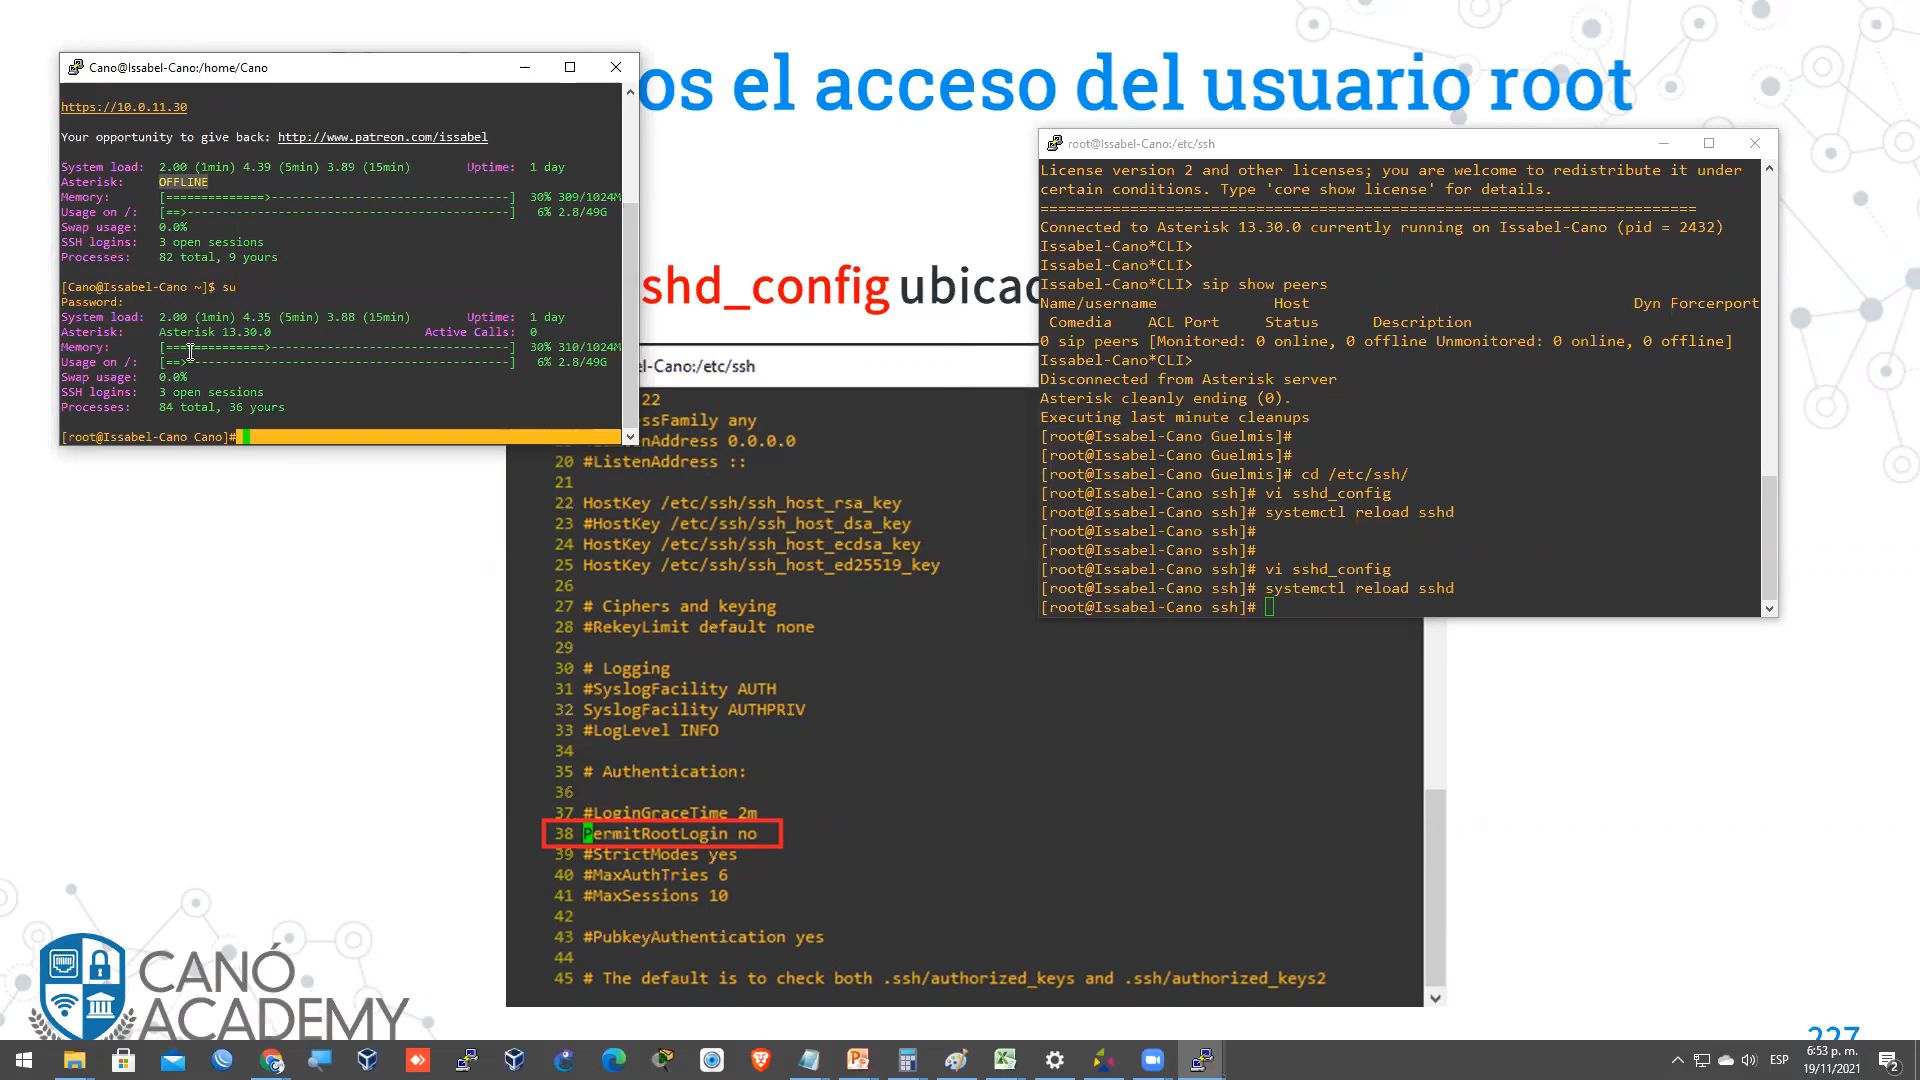 os el acceso del usuario root
Cano@Issabel-Cano:/home/Cano
https://10.0.11.30
Your opportunity to give back: http://www.patreon.com/issabel
System load: 2.00 (1min) 4.39 (5min) 3.89 (15min) Uptime: 1 day
Asterisk: OFFLINE
Memory: [==============>----------------------------------] 30% 309/1024M
Usage on /: [==>----------------------------------------------] 6% 2.8/49G
Swap usage: 0.0%
SSH logins: 3 open sessions
Processes: 82 total, 9 yours
[Cano@Issabel-Cano ~]$ su
Password:
System load: 2.00 (1min) 4.35 (5min) 3.88 (15min) Uptime: 1 day
Asterisk: Asterisk 13.30.0 Active Calls: 0
Memory: [==============>----------------------------------] 30% 310/1024M
Usage on /: [==>----------------------------------------------] 6% 2.8/49G
Swap usage: 0.0%
SSH logins: 3 open sessions
Processes: 84 total, 36 yours
[root@Issabel-Cano Cano]#
root@Issabel-Cano:/etc/ssh
License version 2 and other licenses; you are welcome to redistribute it under
certain conditions. Type 'core show license' for details.
=========================================================================
Connected to Asterisk 13.30.0 currently running on Issabel-Cano (pid = 2432)
Issabel-Cano*CLI>
Issabel-Cano*CLI>
Issabel-Cano*CLI> sip show peers
Name/username Host Dyn Forcerport
Comedia ACL Port Status Description
0 sip peers [Monitored: 0 online, 0 offline Unmonitored: 0 online, 0 offline]
Issabel-Cano*CLI>
Disconnected from Asterisk server
Asterisk cleanly ending (0).
Executing last minute cleanups
[root@Issabel-Cano Guelmis]#
[root@Issabel-Cano Guelmis]#
[root@Issabel-Cano Guelmis]# cd /etc/ssh/
[root@Issabel-Cano ssh]# vi sshd_config
[root@Issabel-Cano ssh]# systemctl reload sshd
[root@Issabel-Cano ssh]#
[root@Issabel-Cano ssh]#
[root@Issabel-Cano ssh]# vi sshd_config
[root@Issabel-Cano ssh]# systemctl reload sshd
[root@Issabel-Cano ssh]#
shd_config ubicad
el-Cano:/etc/ssh
22
essFamily any
enAddress 0.0.0.0
20 #ListenAddress ::
21
22 HostKey /etc/ssh/ssh_host_rsa_key
23 #HostKey /etc/ssh/ssh_host_dsa_key
24 HostKey /etc/ssh/ssh_host_ecdsa_key
25 HostKey /etc/ssh/ssh_host_ed25519_key
26
27 # Ciphers and keying
28 #RekeyLimit default none
29
30 # Logging
31 #SyslogFacility AUTH
32 SyslogFacility AUTHPRIV
33 #LogLevel INFO
34
35 # Authentication:
36
37 #LoginGraceTime 2m
38 PermitRootLogin no
39 #StrictModes yes
40 #MaxAuthTries 6
41 #MaxSessions 10
42
43 #PubkeyAuthentication yes
44
45 # The default is to check both .ssh/authorized_keys and .ssh/authorized_keys2
CANÓ
ACADEMY
227
ESP
6:53 p. m.
19/11/2021
2